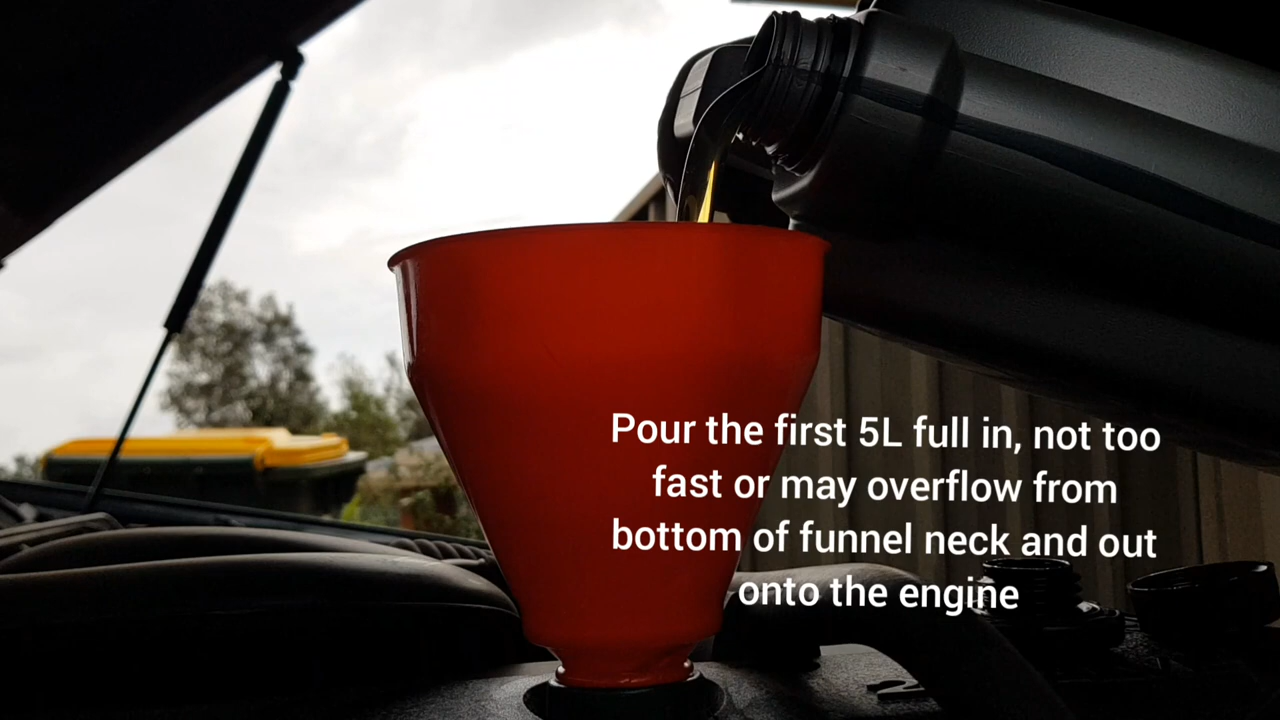 Pour the first 5L full in, not too
fast or may overflow from
bottom of funnel neck and out
onto the engine